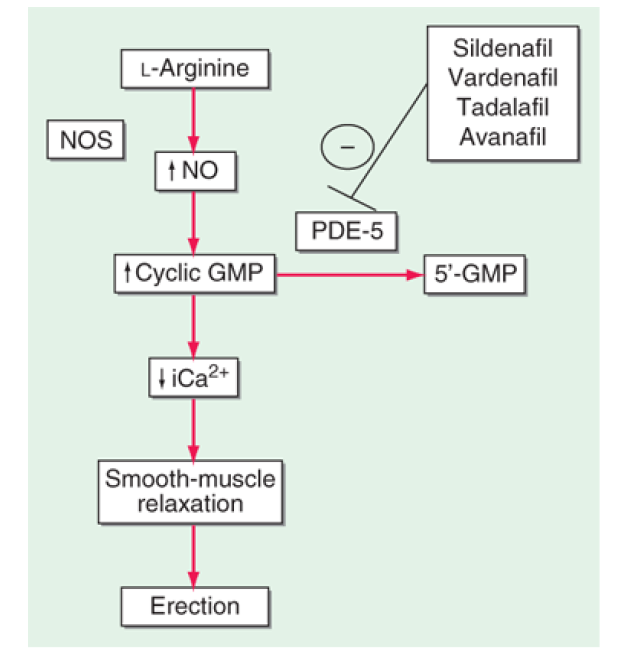 Sildenafil
Vardenafil
Tadalafil
Avanafil
L-Arginine
NOS
↑ NO
−
PDE-5
↑ Cyclic GMP
5’-GMP
↓ iCa²⁺
Smooth-muscle
relaxation
Erection